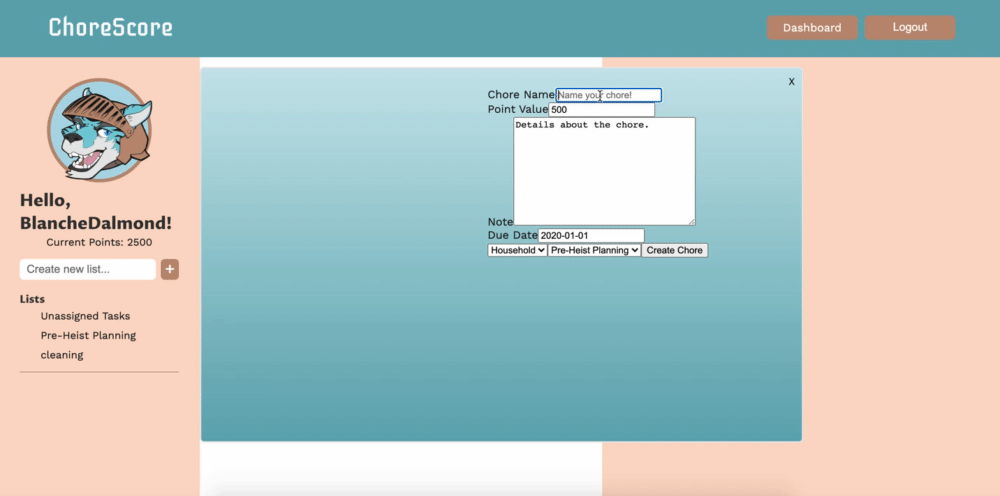 ChoreScore
Dashboard
Logout
X
Chore Name Name your chore!
Point Value 500
Details about the chore.
Note
Due Date 2020-01-01
Household Pre-Heist Planning Create Chore
Hello,
BlancheDalmond!
Current Points: 2500
Create new list... +
Lists
Unassigned Tasks
Pre-Heist Planning
cleaning